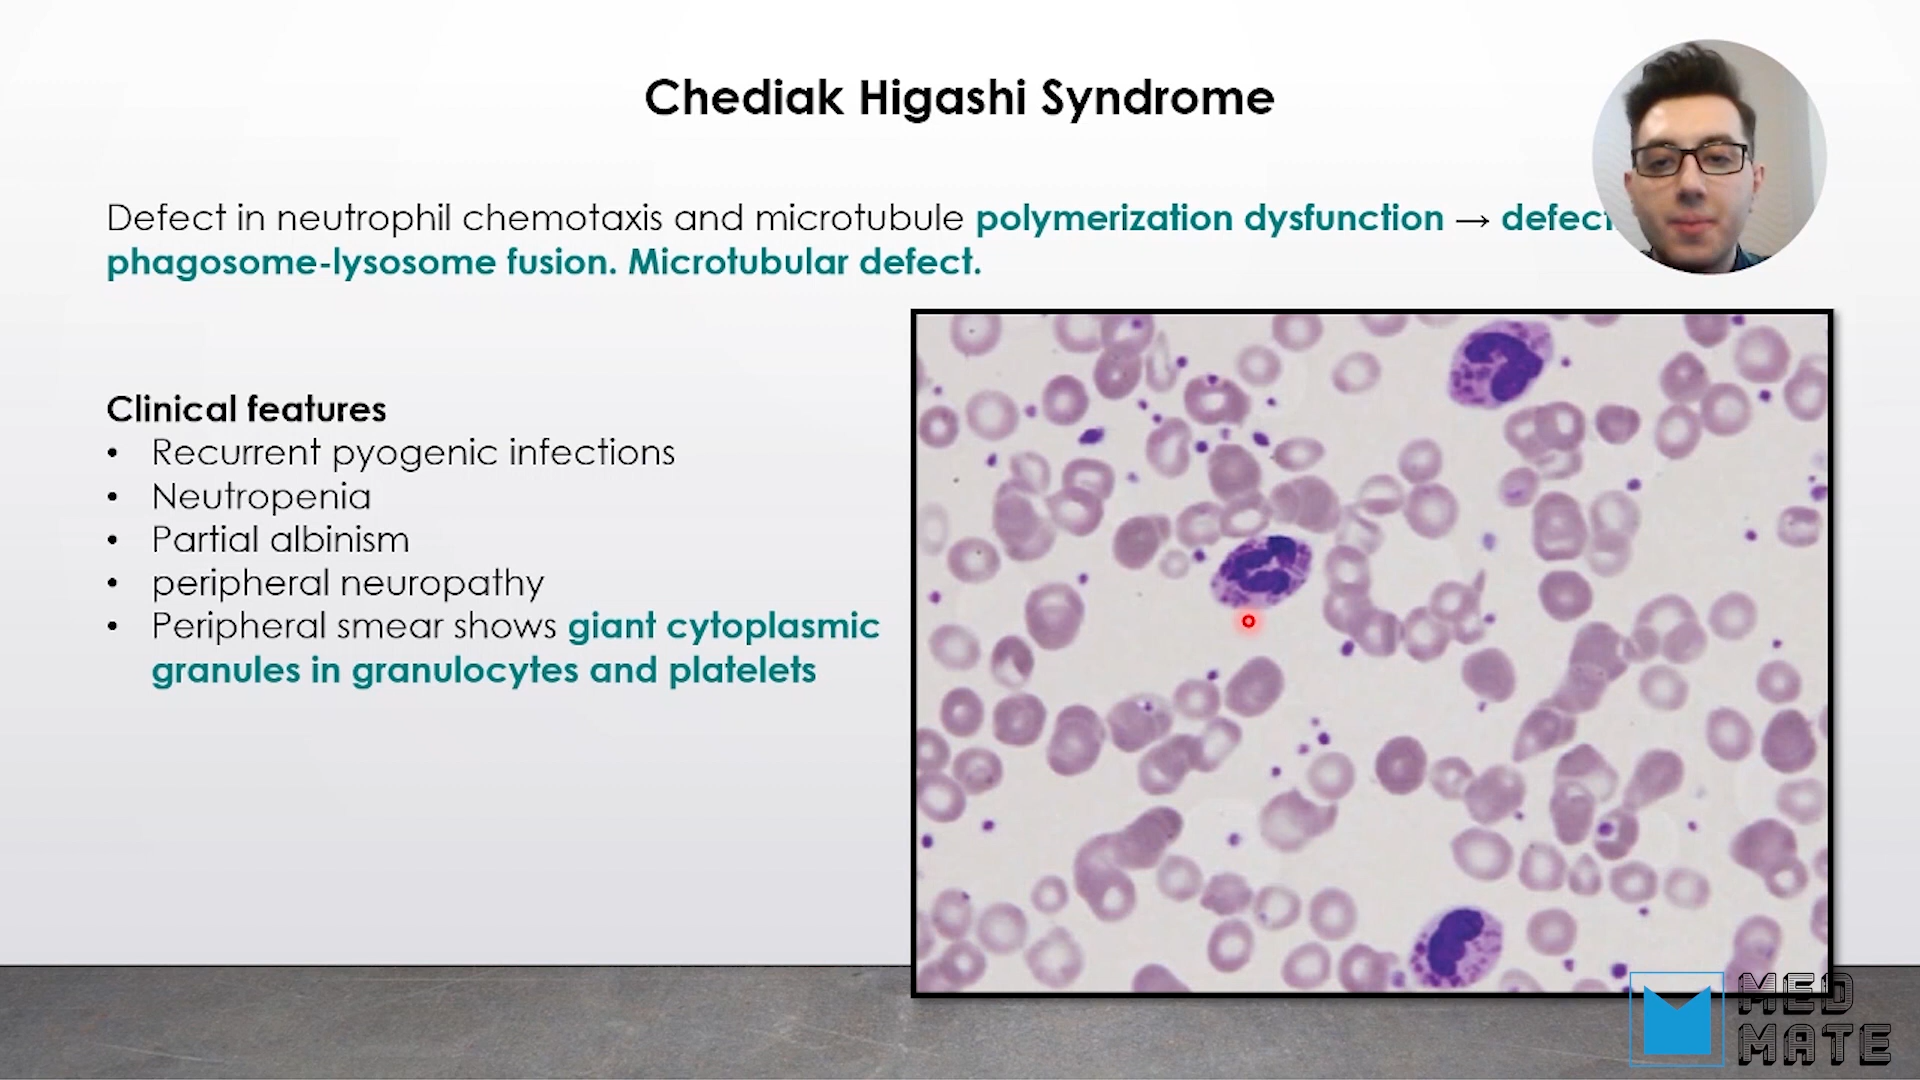 Chediak Higashi Syndrome
Defect in neutrophil chemotaxis and microtubule polymerization dysfunction → defect
phagosome-lysosome fusion. Microtubular defect.
Clinical features
• Recurrent pyogenic infections
• Neutropenia
• Partial albinism
• peripheral neuropathy
• Peripheral smear shows giant cytoplasmic
granules in granulocytes and platelets
MED
MATE